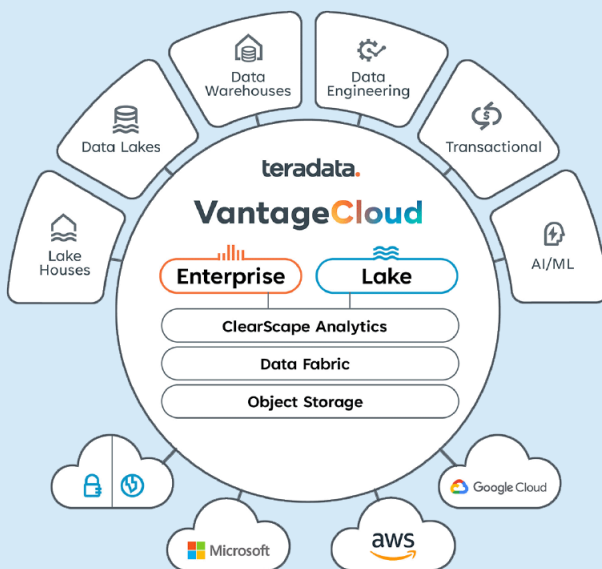 Data
Warehouses
Data
Engineering
Data Lakes
Transactional
Lake
Houses
AI/ML
teradata.
VantageCloud
Enterprise
Lake
ClearScape Analytics
Data Fabric
Object Storage
Google Cloud
Microsoft
aws